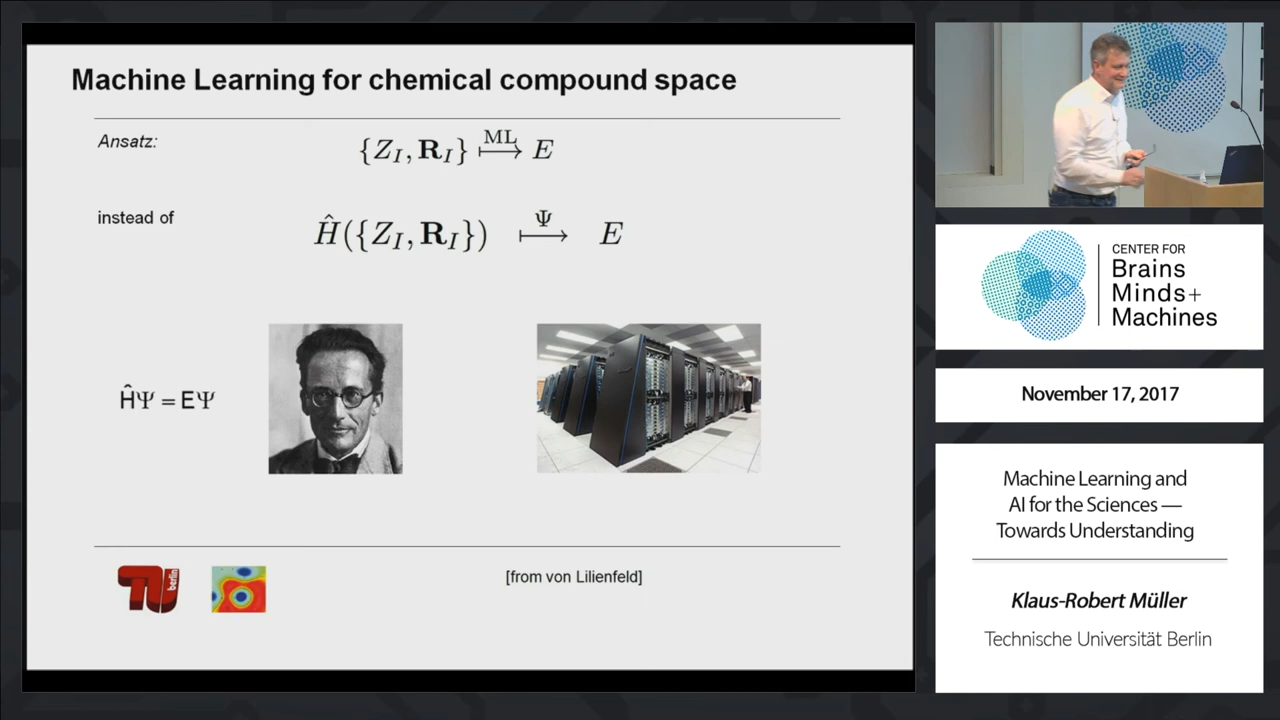 Machine Learning for chemical compound space
Ansatz:
{Z_I, R_I} ML ⟼ E
instead of
Ĥ({Z_I, R_I}) Ψ ⟼ E
ĤΨ = EΨ
berlin
[from von Lilienfeld]
CENTER FOR
Brains
Minds+
Machines
November 17, 2017
Machine Learning and
AI for the Sciences —
Towards Understanding
Klaus-Robert Müller
Technische Universität Berlin